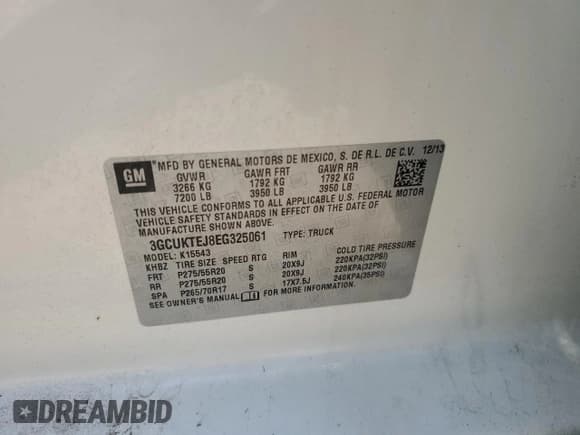 GM
® MFD BY GENERAL MOTORS DE MEXICO, S. DE R.L. DE C.V. 12/13
GVWR GAWR FRT GAWR RR
3266 KG 1792 KG 1792 KG
7200 LB 3950 LB 3950 LB
THIS VEHICLE CONFORMS TO ALL APPLICABLE U.S. FEDERAL MOTOR
VEHICLE SAFETY STANDARDS IN EFFECT ON THE DATE OF
MANUFACTURE SHOWN ABOVE.
3GCUKTEJ8EG325061 TYPE: TRUCK
MODEL: K15543
KHBZ TIRE SIZE SPEED RTG RIM COLD TIRE PRESSURE
FRT P275/55R20 S 20X9J 220KPA(32PSI)
RR P275/55R20 S 20X9J 220KPA(32PSI)
SPA P265/70R17 S 17X7.5J 240KPA(35PSI)
SEE OWNER'S MANUAL FOR MORE INFORMATION.
DREAMBID